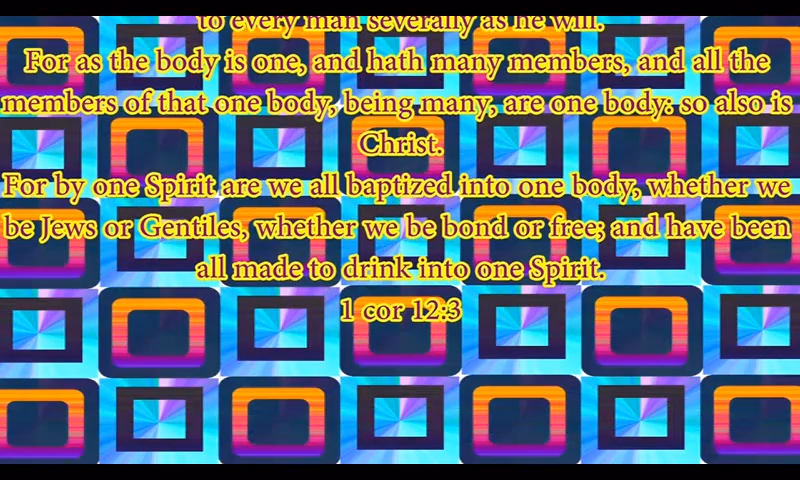 to every man severally as he will.
For as the body is one, and hath many members, and all the
members of that one body, being many, are one body: so also is
Christ.
For by one Spirit are we all baptized into one body, whether we
be Jews or Gentiles, whether we be bond or free; and have been
all made to drink into one Spirit.
1 cor 12:3